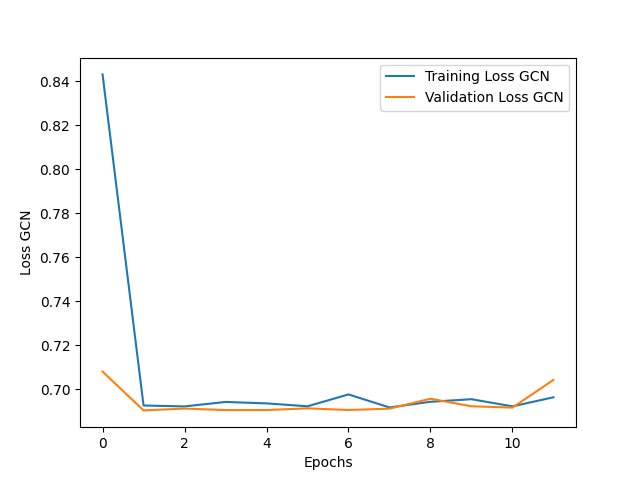 Training Loss GCN
Validation Loss GCN
Loss GCN
0.84
0.82
0.80
0.78
0.76
0.74
0.72
0.70
0 2 4 6 8 10
Epochs